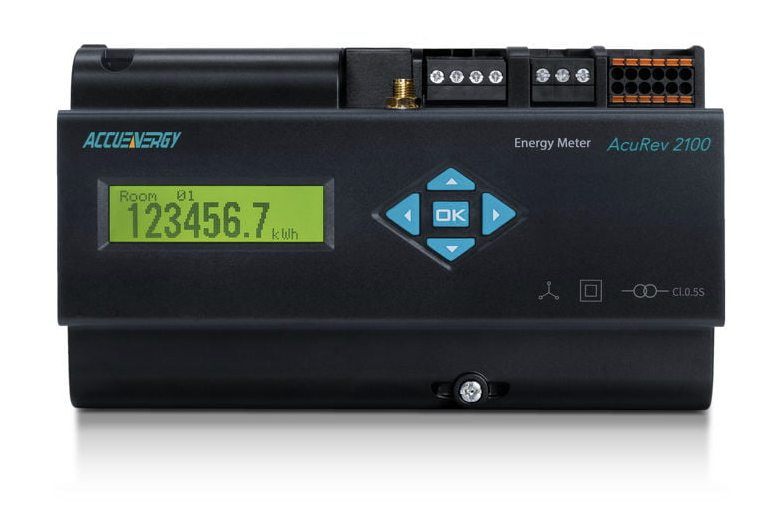 ACCUENERGY
Energy Meter AcuRev 2100
Room 01
123456.7 kWh
OK
Cl.0.5S